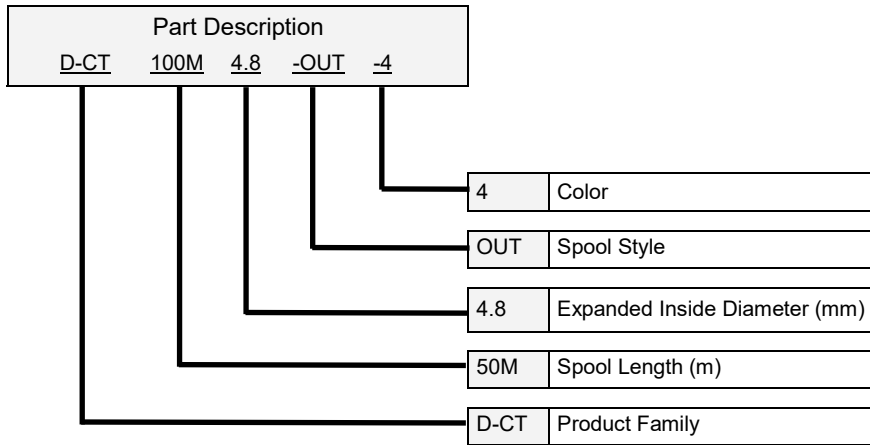 Part Description
D-CT 100M 4.8 -OUT -4
4 Color
OUT Spool Style
4.8 Expanded Inside Diameter (mm)
50M Spool Length (m)
D-CT Product Family